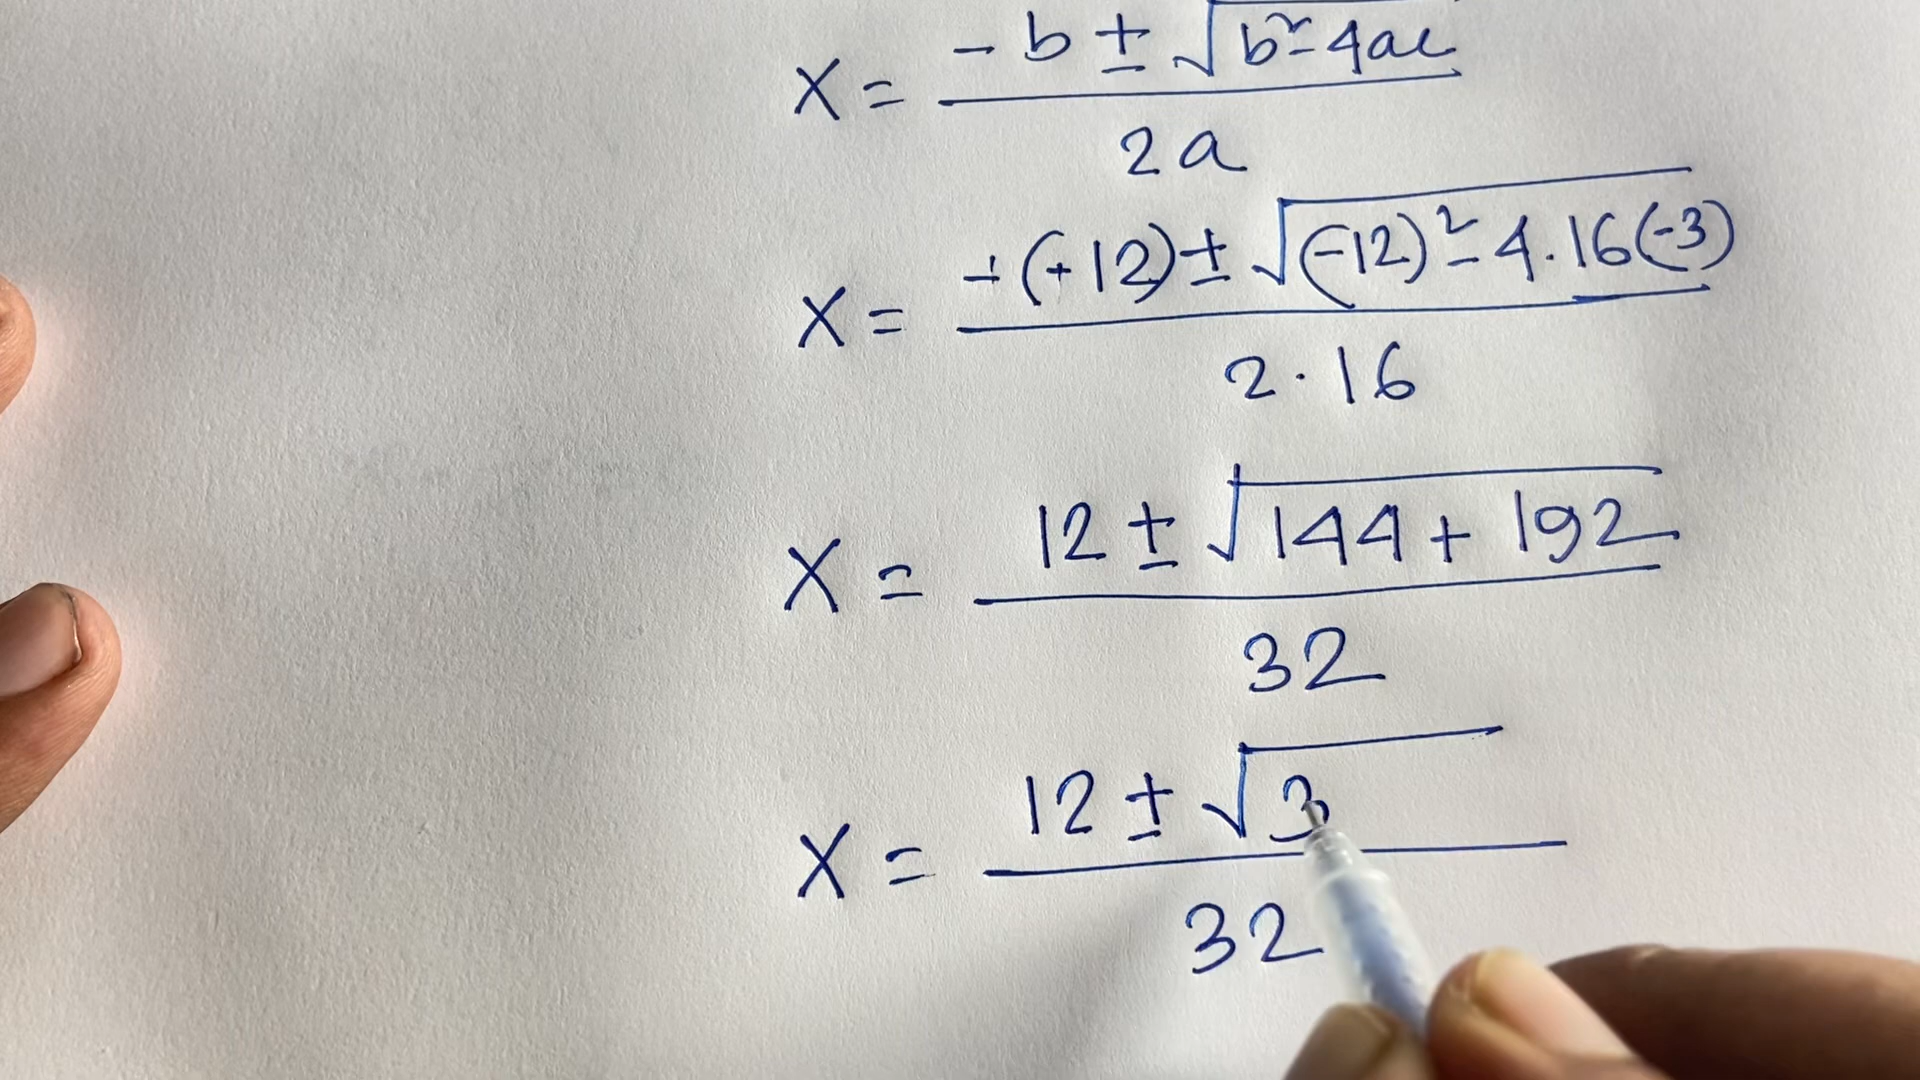 x = (-b ± √(b² - 4ac)) / 2a
x = (+(+12) ± √((-12)² - 4.16(-3))) / 2·16
x = (12 ± √(144 + 192)) / 32
x = (12 ± √3) / 32